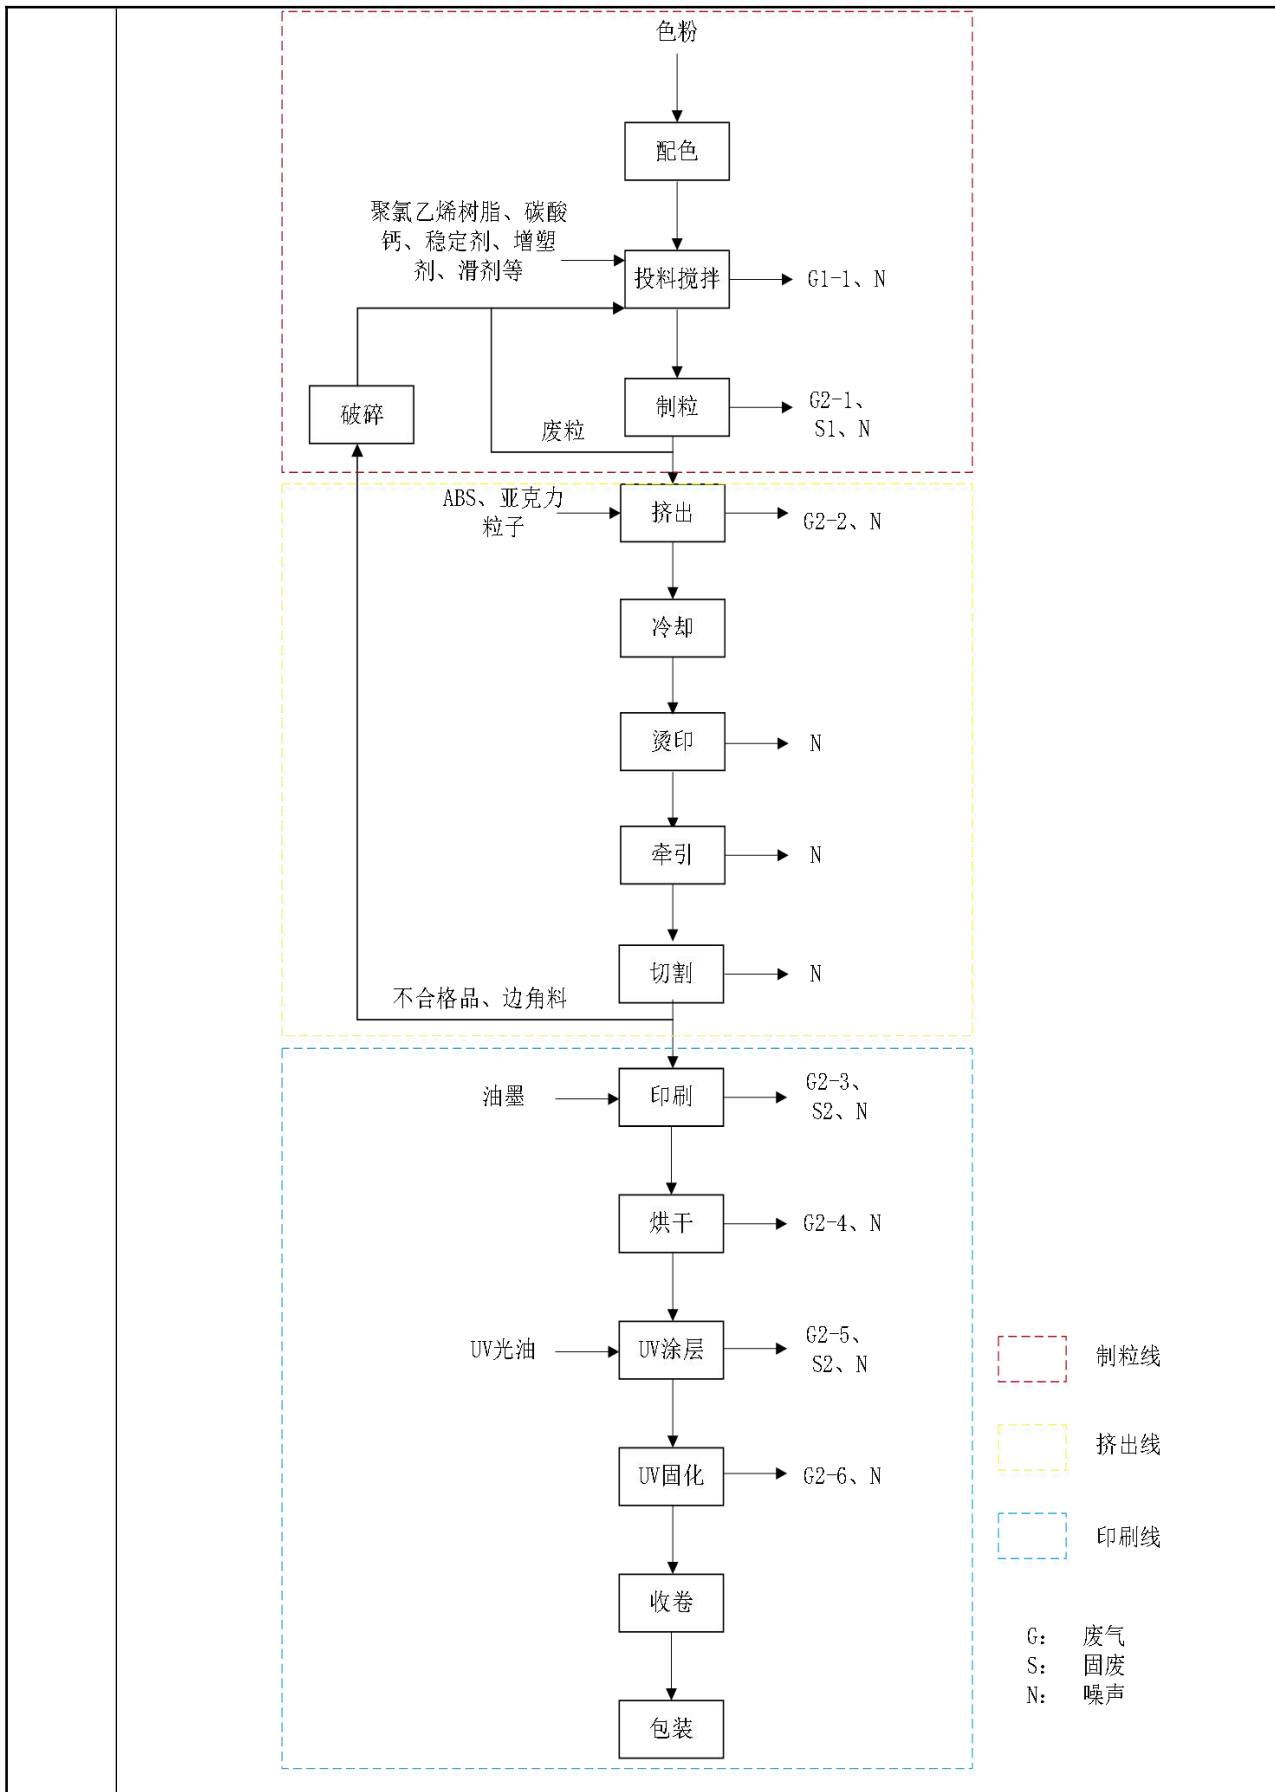 色粉
配色
聚氯乙烯树脂、碳酸
钙、稳定剂、增塑
剂、滑剂等
投料搅拌
G1-1、N
制粒
G2-1、
S1、N
破碎
废粒
ABS、亚克力
粒子
挤出
G2-2、N
冷却
烫印
N
牵引
N
切割
N
不合格品、边角料
油墨
印刷
G2-3、
S2、N
烘干
G2-4、N
UV光油
UV涂层
G2-5、
S2、N
UV固化
G2-6、N
收卷
包装
制粒线
挤出线
印刷线
G: 废气
S: 固废
N: 噪声